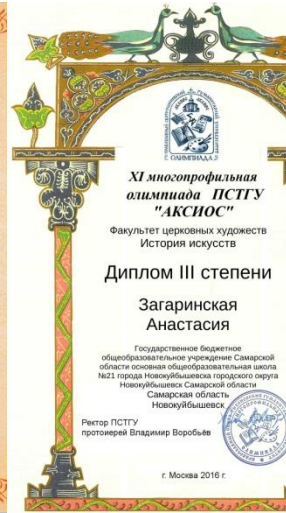 ОЛИМПИАДА
XI многопрофильная
олимпиада ПСТГУ
"АКСИОС"
Факультет церковных художеств
История искусств
Диплом III степени
Загаринская
Анастасия
Государственное бюджетное
общеобразовательное учреждение Самарской
области основная общеобразовательная школа
№21 города Новокуйбышевска городского округа
Новокуйбышевск Самарской области
Самарская область
Новокуйбышевск
Ректор ПСТГУ
протоиерей Владимир Воробьёв
г. Москва 2016 г.